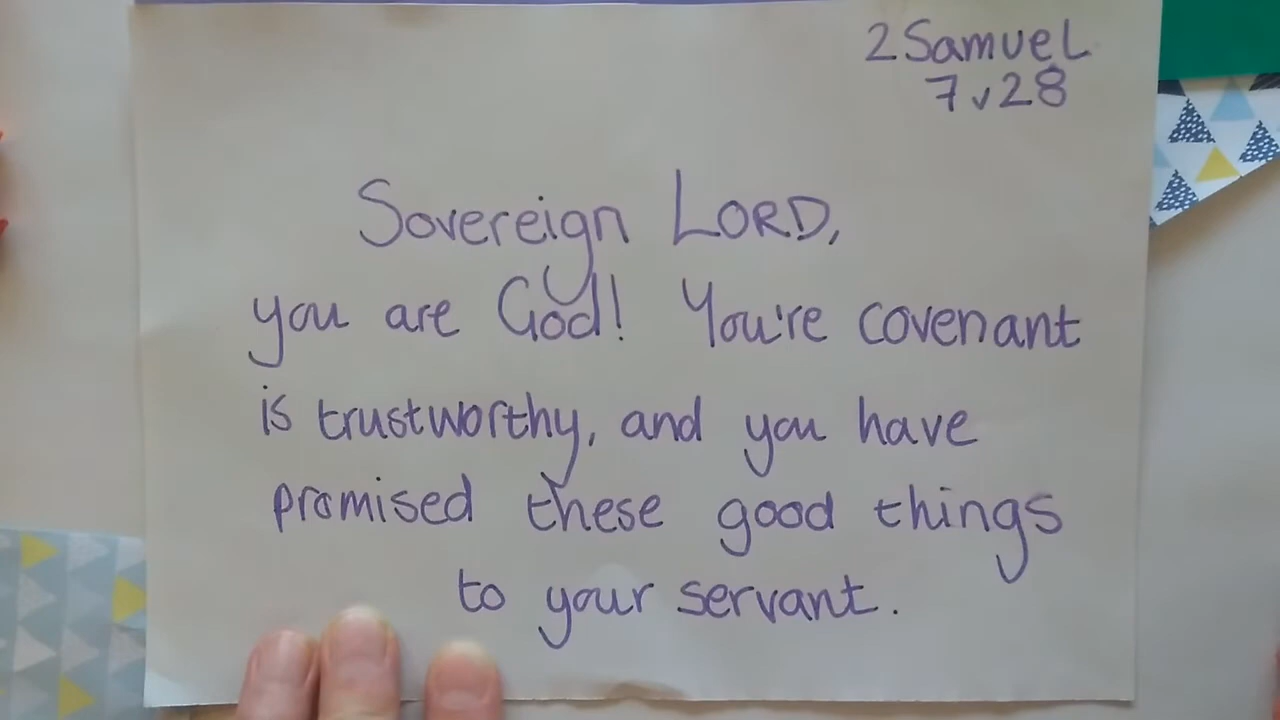 2 Samuel
7 v 28
Sovereign LORD,
you are God! You're covenant
is trustworthy, and you have
promised these good things
to your servant.